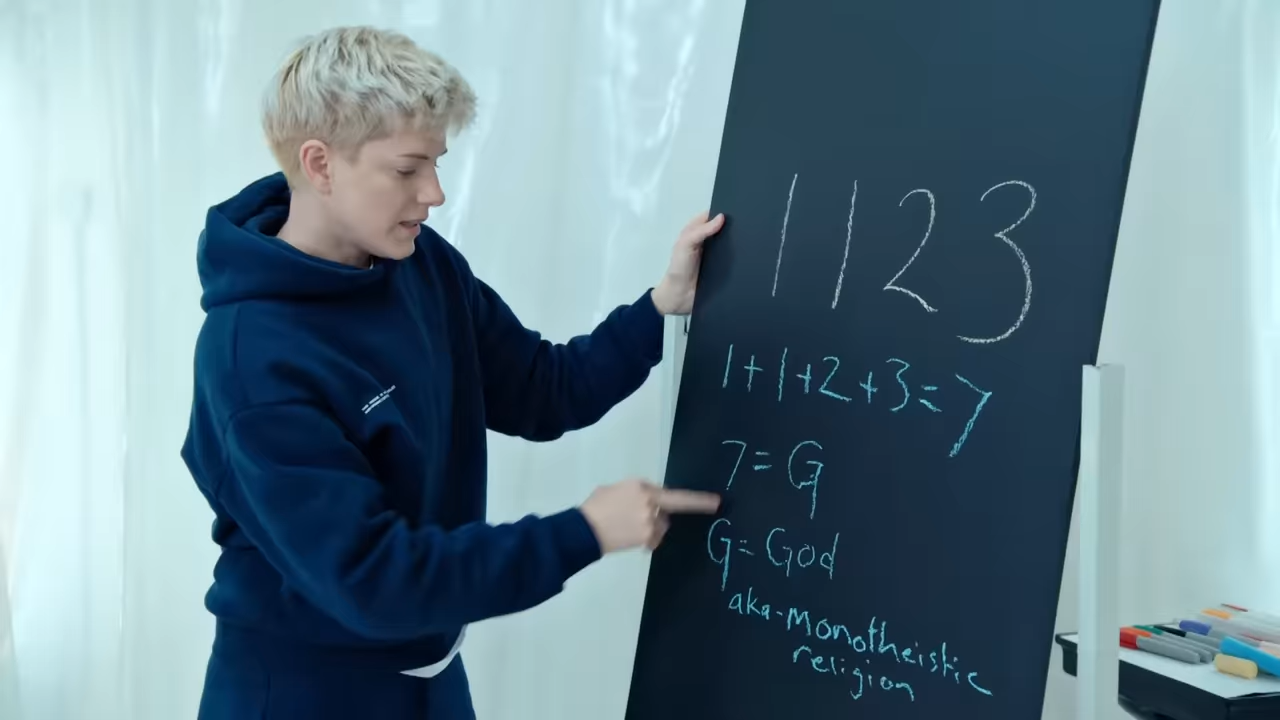 1123
1+1+2+3=7
7=G
G=God
aka-Monotheistic
religion